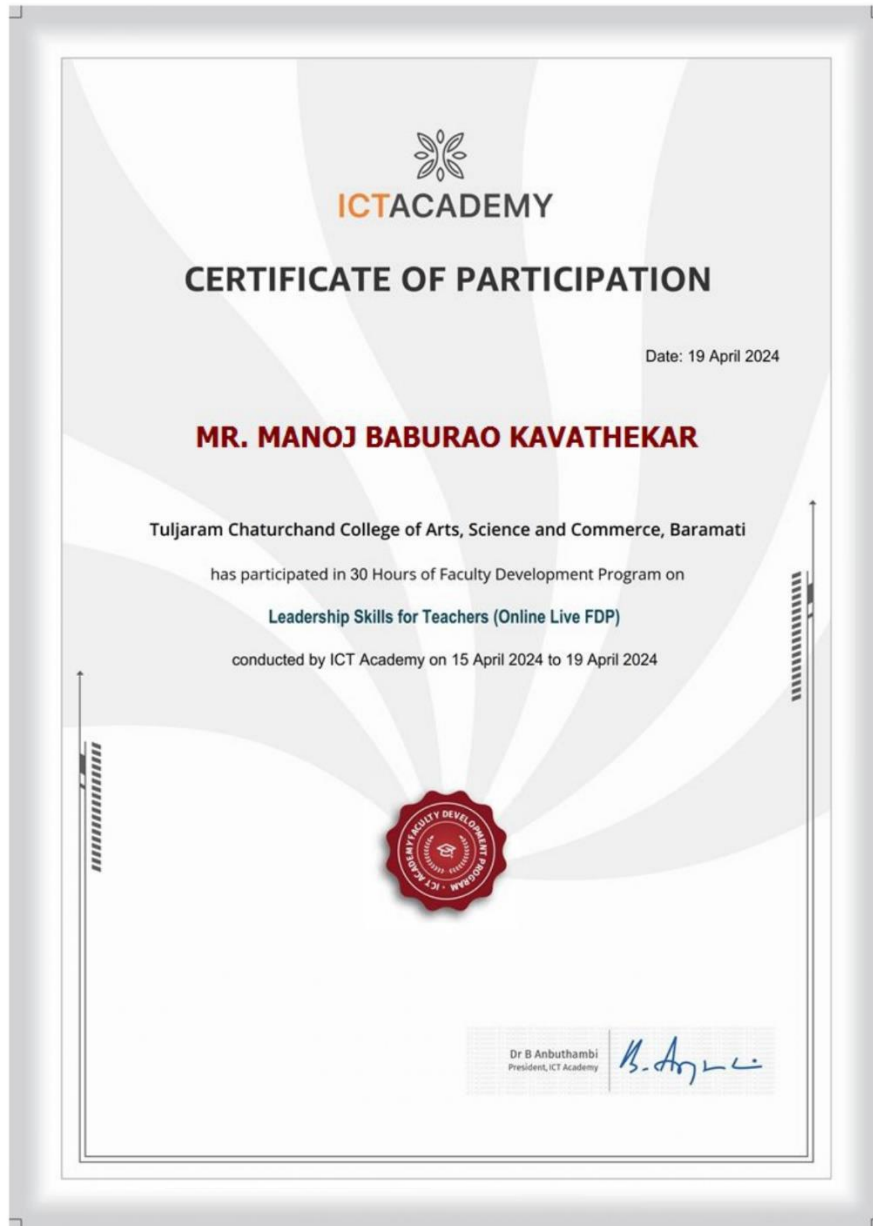 ICTACADEMY
CERTIFICATE OF PARTICIPATION
Date: 19 April 2024
MR. MANOJ BABURAO KAVATHEKAR
Tuljaram Chaturchand College of Arts, Science and Commerce, Baramati
has participated in 30 Hours of Faculty Development Program on
Leadership Skills for Teachers (Online Live FDP)
conducted by ICT Academy on 15 April 2024 to 19 April 2024
FACULTY DEVELOPMENT PROGRAM
· ICT ACADEMY
Dr B Anbuthambi
President, ICT Academy